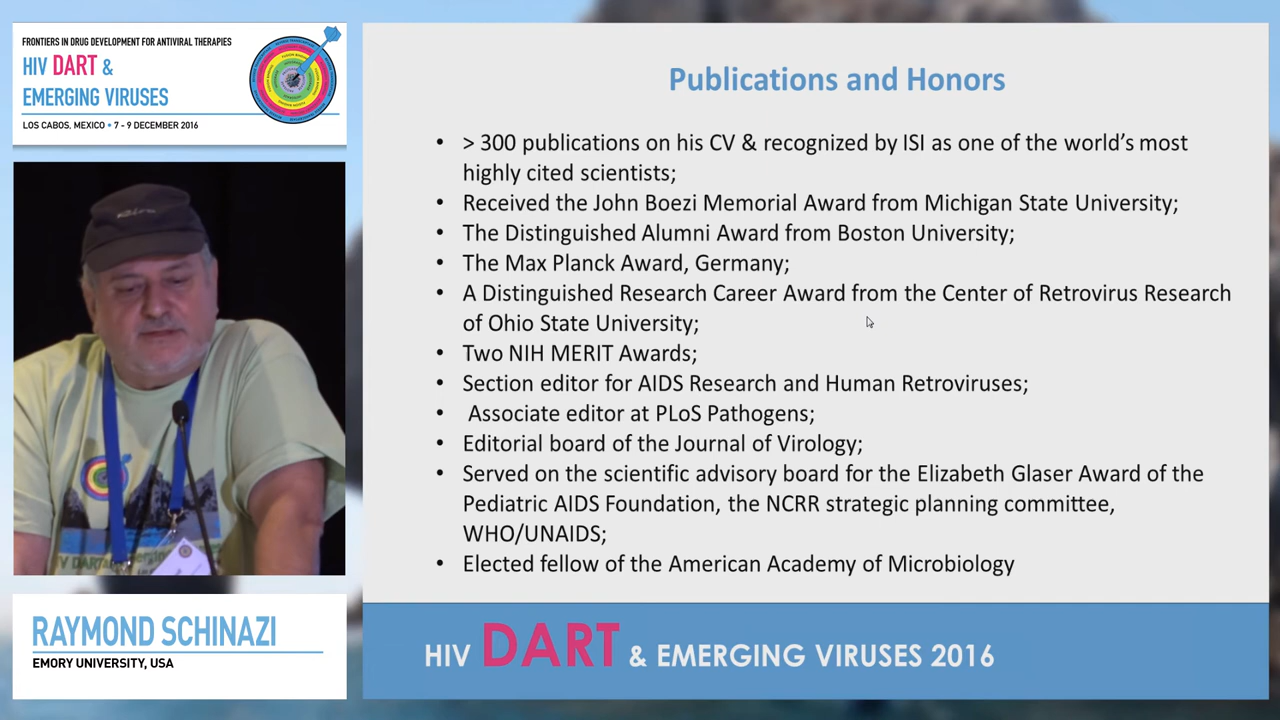 FRONTIERS IN DRUG DEVELOPMENT FOR ANTIVIRAL THERAPIES
HIV DART &
EMERGING VIRUSES
LOS CABOS, MEXICO • 7 - 9 DECEMBER 2016
RAYMOND SCHINAZI
EMORY UNIVERSITY, USA
Publications and Honors
• > 300 publications on his CV & recognized by ISI as one of the world's most
highly cited scientists;
• Received the John Boezi Memorial Award from Michigan State University;
• The Distinguished Alumni Award from Boston University;
• The Max Planck Award, Germany;
• A Distinguished Research Career Award from the Center of Retrovirus Research
of Ohio State University;
• Two NIH MERIT Awards;
• Section editor for AIDS Research and Human Retroviruses;
• Associate editor at PLoS Pathogens;
• Editorial board of the Journal of Virology;
• Served on the scientific advisory board for the Elizabeth Glaser Award of the
Pediatric AIDS Foundation, the NCRR strategic planning committee,
WHO/UNAIDS;
• Elected fellow of the American Academy of Microbiology
HIV DART & EMERGING VIRUSES 2016